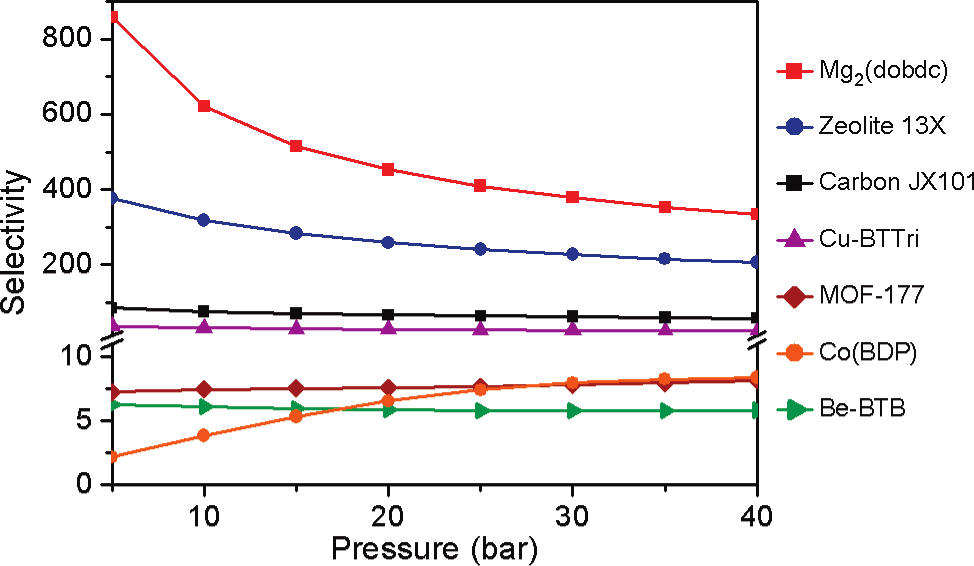 800
600
400
200
10
5
0
Selectivity
10
20
30
40
Pressure (bar)
Mg₂(dobdc)
Zeolite 13X
Carbon JX101
Cu-BTTri
MOF-177
Co(BDP)
Be-BTB